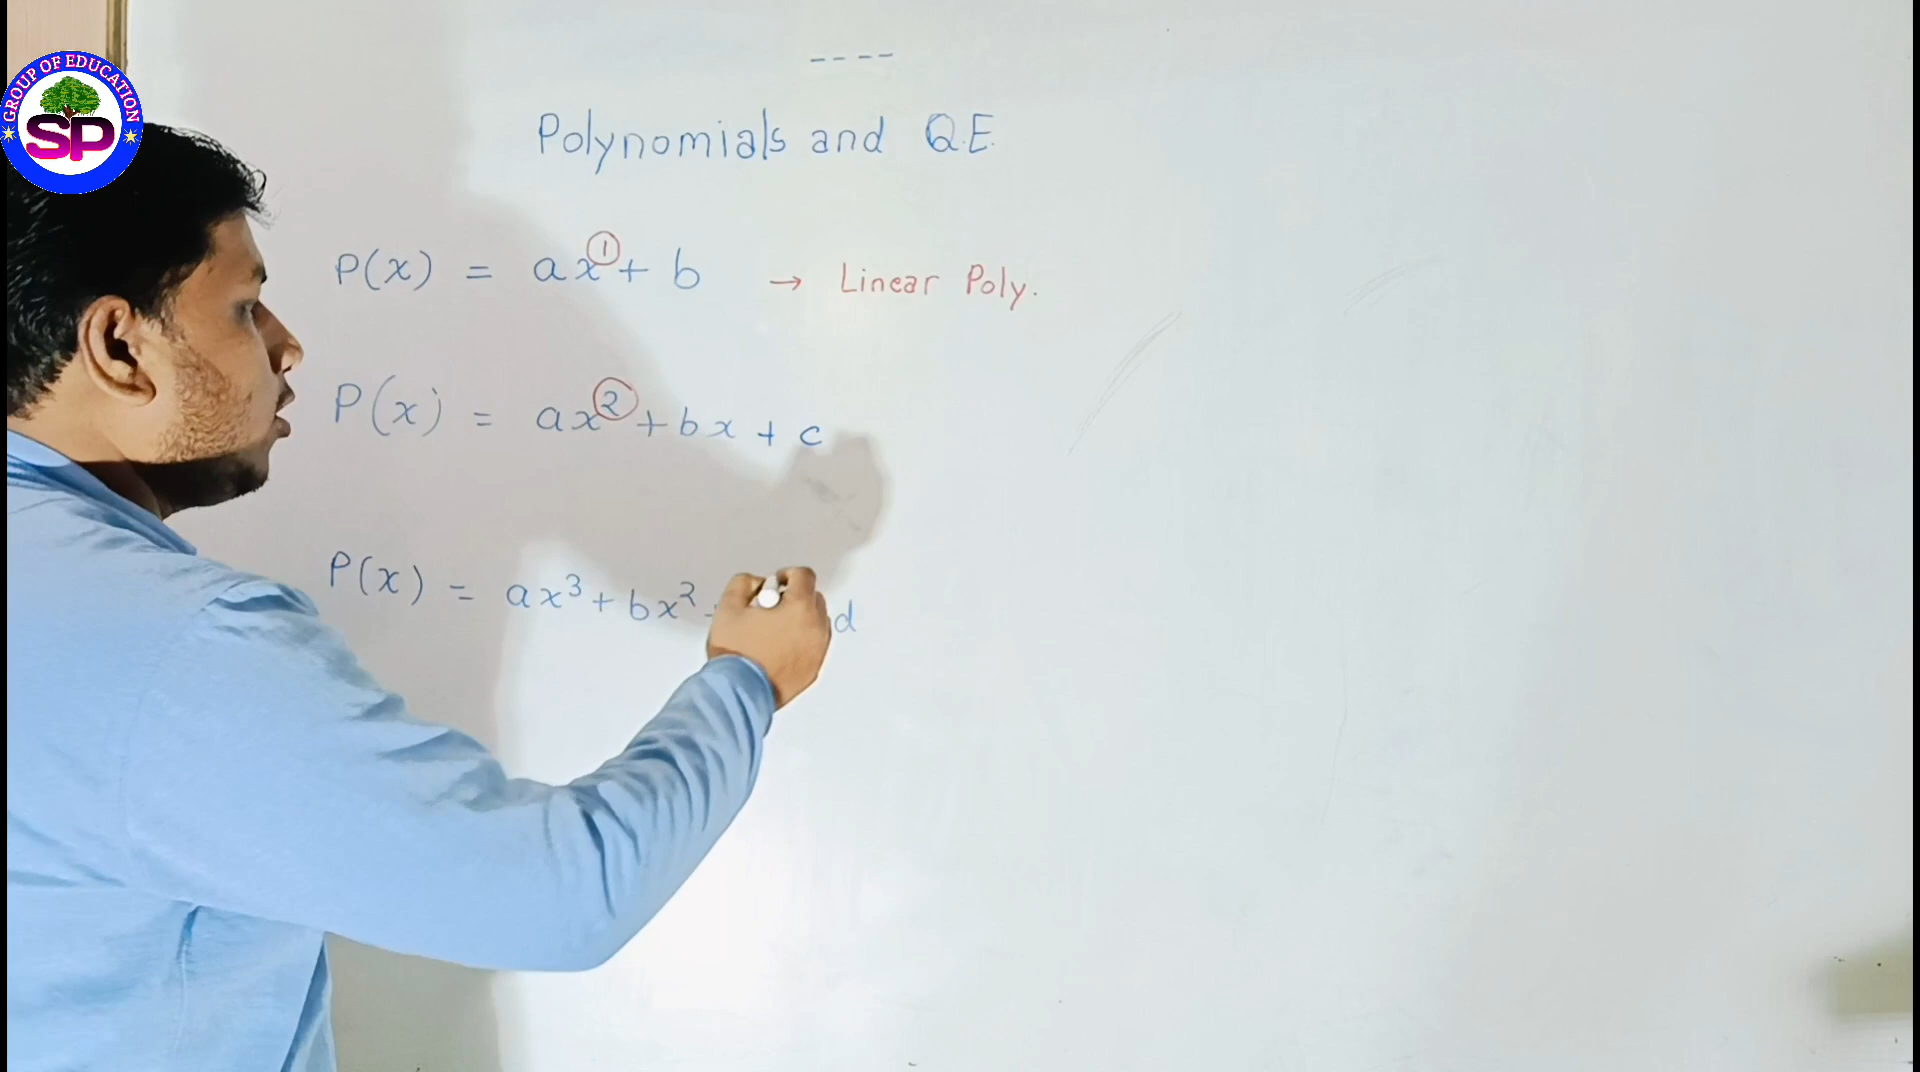 GROUP OF EDUCATION
SP
----
Polynomials and Q.E.
P(x) = ax¹ + b → Linear Poly.
P(x) = ax² + bx + c
P(x) = ax³ + bx² + d